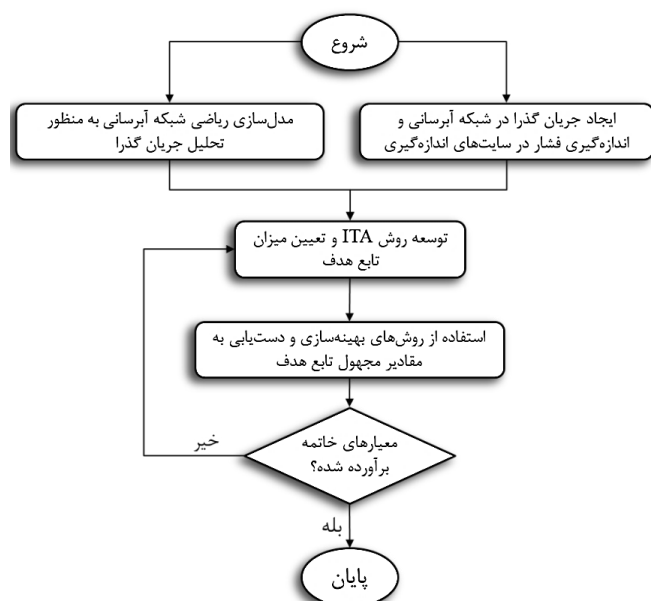 شروع
ایجاد جریان گذرا در شبکه آبرسانی و
اندازه‌گیری فشار در سایت‌های اندازه‌گیری
مدل‌سازی ریاضی شبکه آبرسانی به منظور
تحلیل جریان گذرا
توسعه روش ITA و تعیین میزان
تابع هدف
استفاده از روش‌های بهینه‌سازی و دست‌یابی به
مقادیر مجهول تابع هدف
معیارهای خاتمه
برآورده شده؟
خیر
بله
پایان